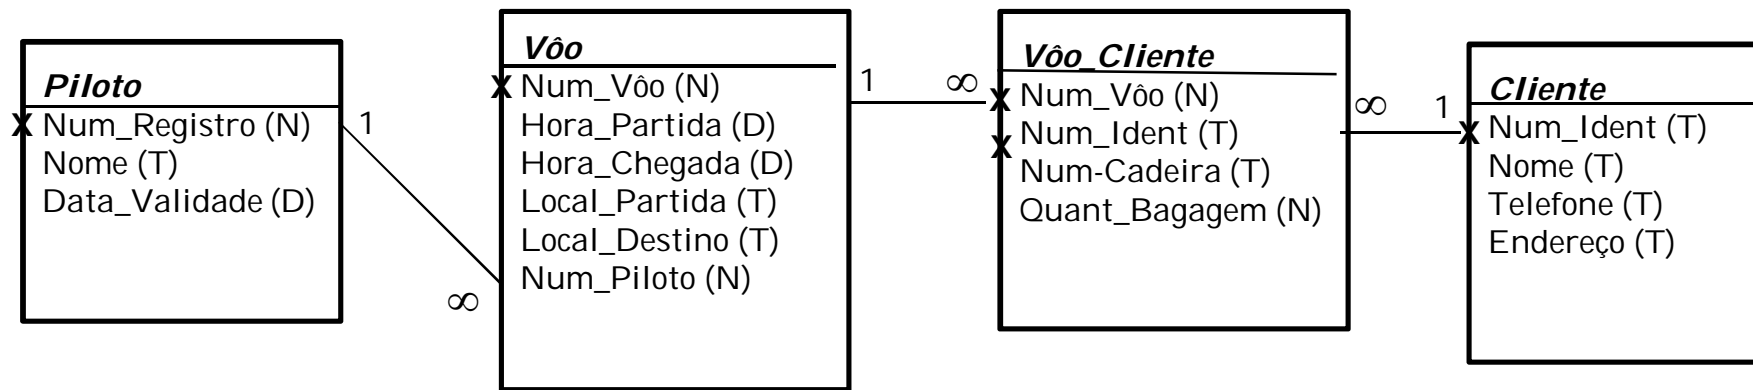 Piloto
x Num_Registro (N)
Nome (T)
Data_Validade (D)
1
∞
Vôo
x Num_Vôo (N)
Hora_Partida (D)
Hora_Chegada (D)
Local_Partida (T)
Local_Destino (T)
Num_Piloto (N)
1
∞
Vôo_Cliente
x Num_Vôo (N)
x Num_Ident (T)
Num-Cadeira (T)
Quant_Bagagem (N)
∞
1
Cliente
x Num_Ident (T)
Nome (T)
Telefone (T)
Endereço (T)